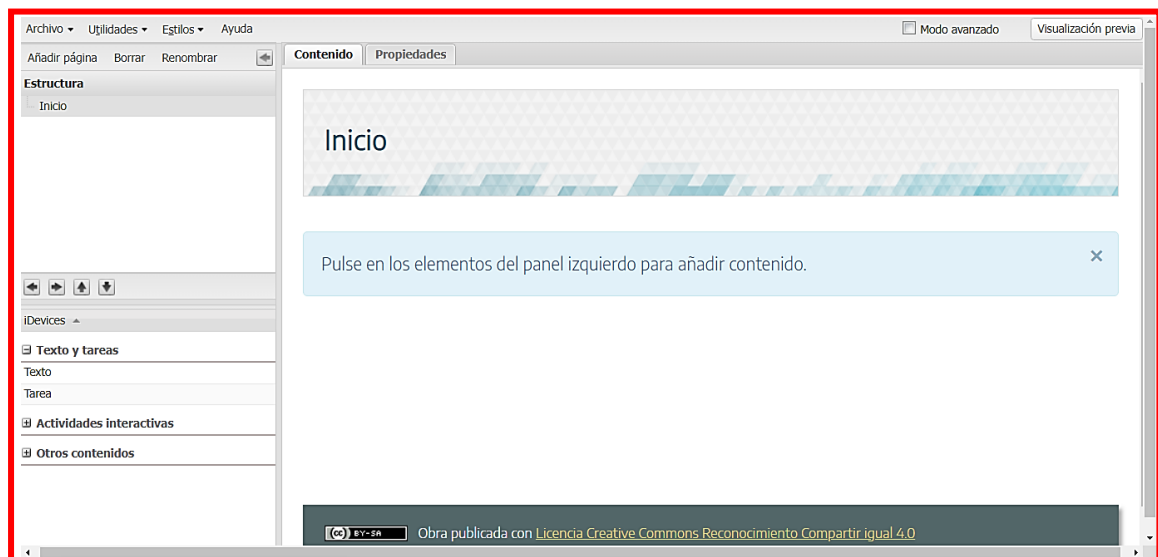 Archivo Utilidades Estilos Ayuda Modo avanzado Visualización previa
Añadir página Borrar Renombrar
Contenido Propiedades
Estructura
Inicio
Inicio
Pulse en los elementos del panel izquierdo para añadir contenido.
iDevices
Texto y tareas
Texto
Tarea
Actividades interactivas
Otros contenidos
(cc) BY-SA Obra publicada con Licencia Creative Commons Reconocimiento Compartir igual 4.0